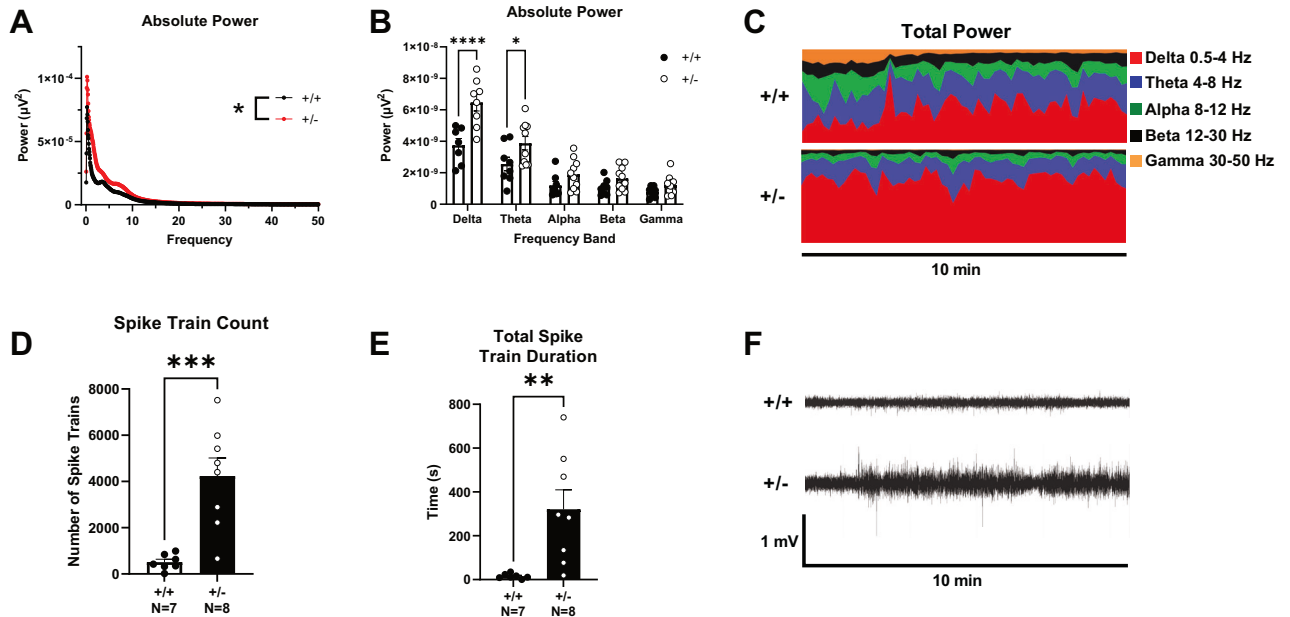 A
Absolute Power
Power (µV²)
1×10⁻⁴
5×10⁻⁵
0
0 10 20 30 40 50
Frequency
*
+/+
+/-
B
Absolute Power
Power (µV²)
1×10⁻⁸
8×10⁻⁹
6×10⁻⁹
4×10⁻⁹
2×10⁻⁹
0
**** *
+/+
+/-
Delta Theta Alpha Beta Gamma
Frequency Band
C
Total Power
+/+
+/-
Delta 0.5-4 Hz
Theta 4-8 Hz
Alpha 8-12 Hz
Beta 12-30 Hz
Gamma 30-50 Hz
10 min
D
Spike Train Count
***
Number of Spike Trains
8000
6000
4000
2000
0
+/+ +/-
N=7 N=8
E
Total Spike
Train Duration
**
Time (s)
800
600
400
200
0
+/+ +/-
N=7 N=8
F
+/+
+/-
1 mV
10 min